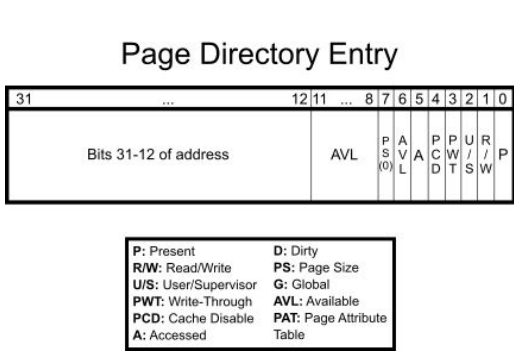 Page Directory Entry
31 ... 12 11 ... 8 7 6 5 4 3 2 1 0
Bits 31-12 of address AVL PS(0) AVL A PCD PWT U/S R/W P
P: Present D: Dirty
R/W: Read/Write PS: Page Size
U/S: User/Supervisor G: Global
PWT: Write-Through AVL: Available
PCD: Cache Disable PAT: Page Attribute
A: Accessed Table